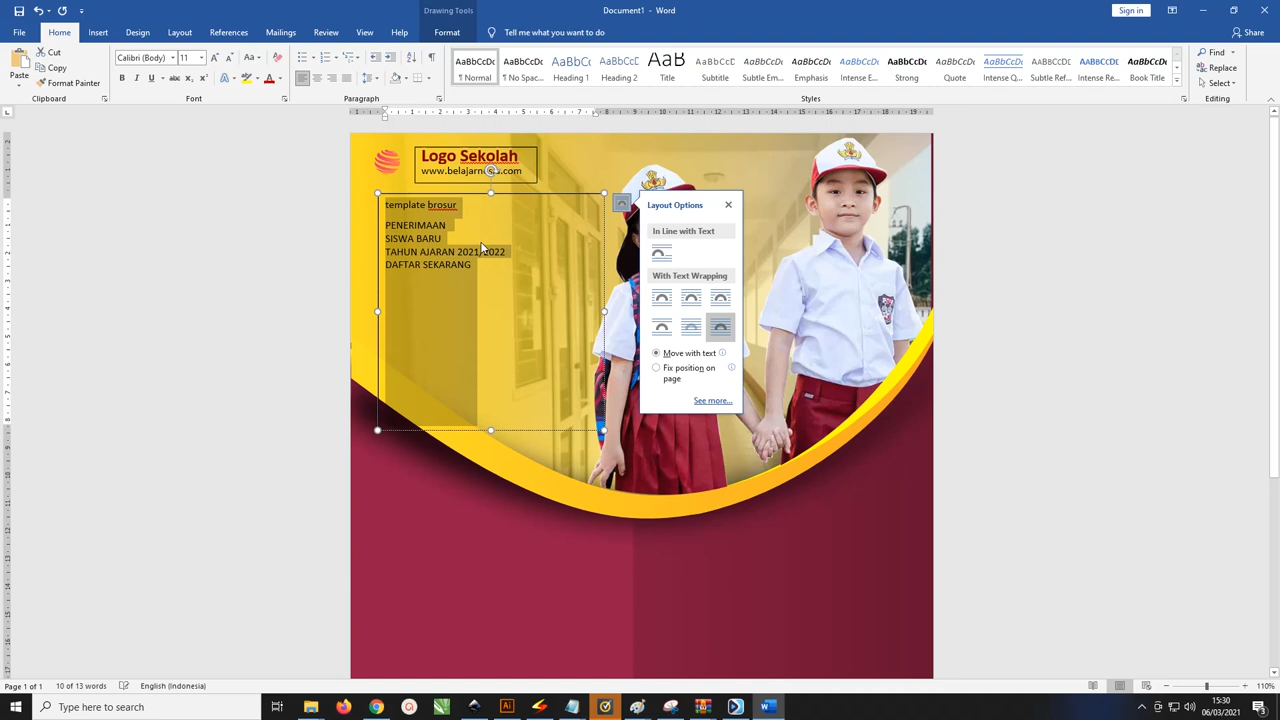 Drawing Tools
Document1 - Word
Sign in
File Home Insert Design Layout References Mailings Review View Help Format Tell me what you want to do Share
Paste
Cut
Copy
Format Painter
Clipboard
Calibri (Body) 11
Font
Paragraph
AaBbCcDc AaBbCcDc AaBbC AaBbCcC AaB AaBbCcD AaBbCcDc AaBbCcDc AaBbCcDc AaBbCcDc AaBbCcDc AaBbCcDc AaBbCcDc AaBbCcDc AaBbCcDc
¶ Normal ¶ No Spac... Heading 1 Heading 2 Title Subtitle Subtle Em... Emphasis Intense E... Strong Quote Intense Q... Subtle Ref... Intense Re... Book Title
Styles
Find
Replace
Select
Editing
Logo Sekolah
template brosur
PENERIMAAN
SISWA BARU
TAHUN AJARAN 2021/2022
DAFTAR SEKARANG
Layout Options
In Line with Text
With Text Wrapping
Move with text
Fix position on
page
See more...
Page 1 of 1 10 of 13 words English (Indonesia) 110%
Type here to search
15:30
06/03/2021